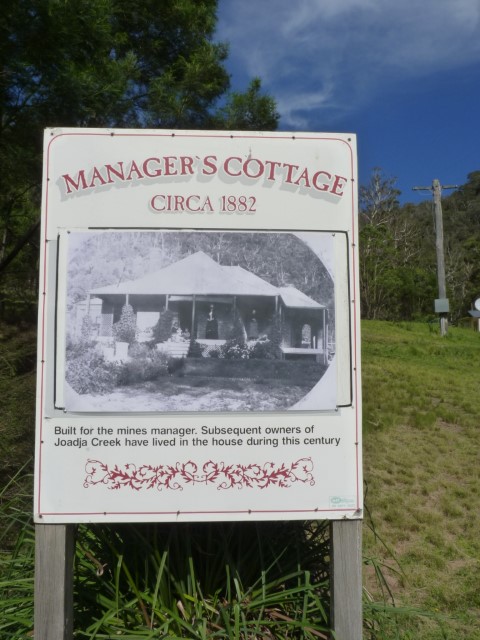 MANAGER'S COTTAGE
CIRCA 1882
Built for the mines manager. Subsequent owners of
Joadja Creek have lived in the house during this century